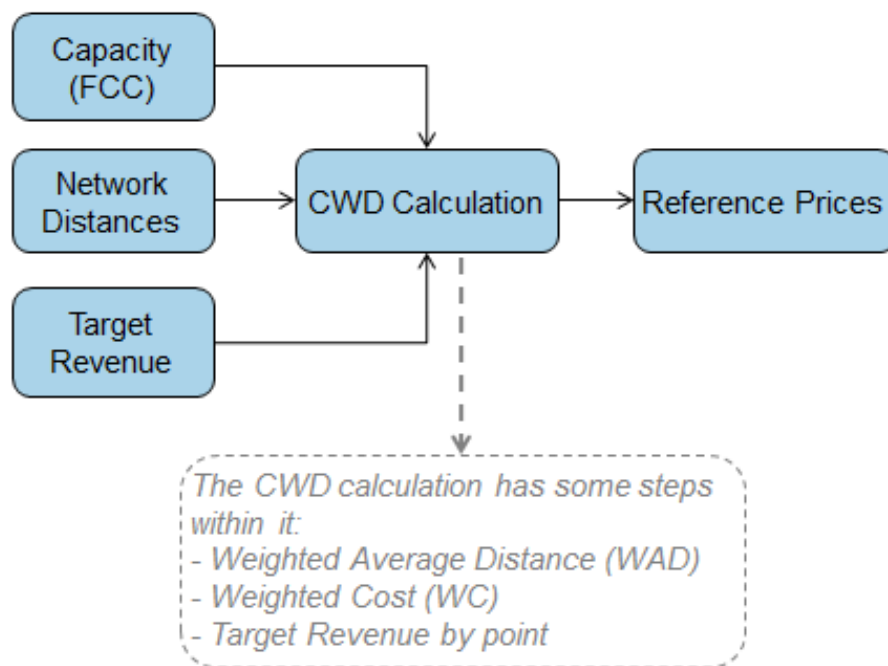 Capacity
(FCC)
Network
Distances
CWD Calculation
Reference Prices
Target
Revenue
The CWD calculation has some steps
within it:
- Weighted Average Distance (WAD)
- Weighted Cost (WC)
- Target Revenue by point